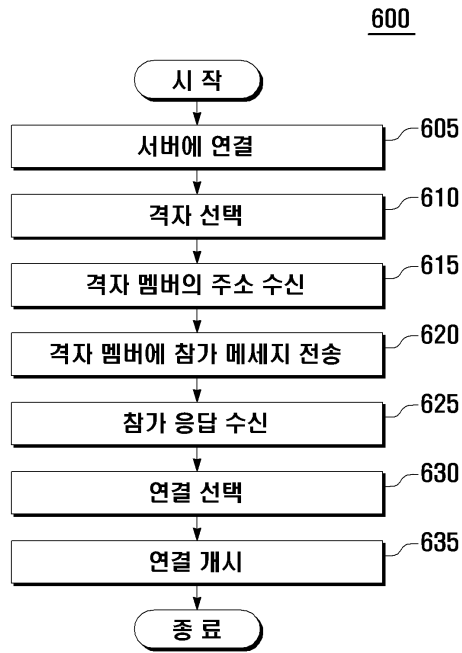 600
시 작
서버에 연결
605
격자 선택
610
격자 멤버의 주소 수신
615
격자 멤버에 참가 메세지 전송
620
참가 응답 수신
625
연결 선택
630
연결 개시
635
종 료